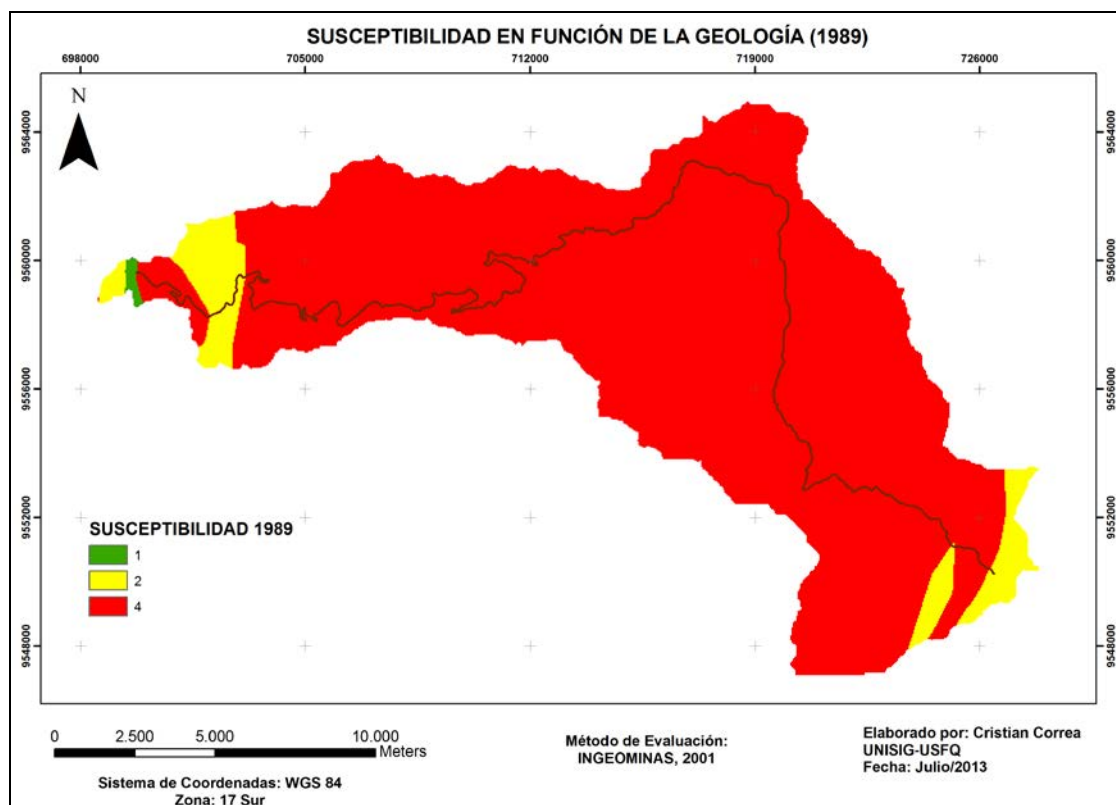 SUSCEPTIBILIDAD EN FUNCIÓN DE LA GEOLOGÍA (1989)
698000 705000 712000 719000 726000
N
9564000 9564000
9560000 9560000
9556000 9556000
9552000 9552000
9548000 9548000
SUSCEPTIBILIDAD 1989
1
2
4
0 2.500 5.000 10.000
Meters
Sistema de Coordenadas: WGS 84
Zona: 17 Sur
Método de Evaluación:
INGEOMINAS, 2001
Elaborado por: Cristian Correa
UNISIG-USFQ
Fecha: Julio/2013